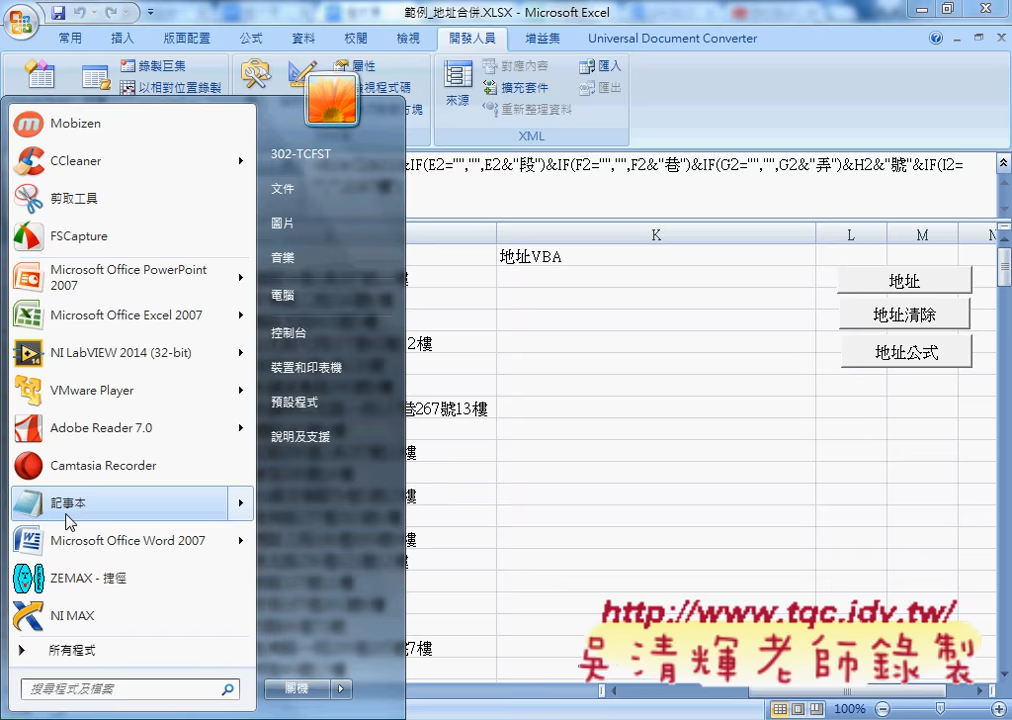 範例_地址合併.XLSX - Microsoft Excel
常用 插入 版面配置 公式 資料 校閱 檢視 開發人員 增益集 Universal Document Converter
錄製巨集
以相對位置錄製
屬性
檢視程式碼
來源
對應內容
擴充套件
重新整理資料
匯入
匯出
XML
&IF(E2="","",E2&"段")&IF(F2="","",F2&"巷")&IF(G2="","",G2&"弄")&H2&"號"&IF(I2=
K L M N
地址VBA
地址
地址清除
地址公式
2樓
巷267號13樓
7樓
Mobizen
CCleaner
剪取工具
FSCapture
Microsoft Office PowerPoint 2007
Microsoft Office Excel 2007
NI LabVIEW 2014 (32-bit)
VMware Player
Adobe Reader 7.0
Camtasia Recorder
記事本
Microsoft Office Word 2007
ZEMAX - 捷徑
NI MAX
所有程式
搜尋程式及檔案
302-TCFST
文件
圖片
音樂
電腦
控制台
裝置和印表機
預設程式
說明及支援
關機
http://www.tqc.idv.tw/
吳清輝老師錄製
100%